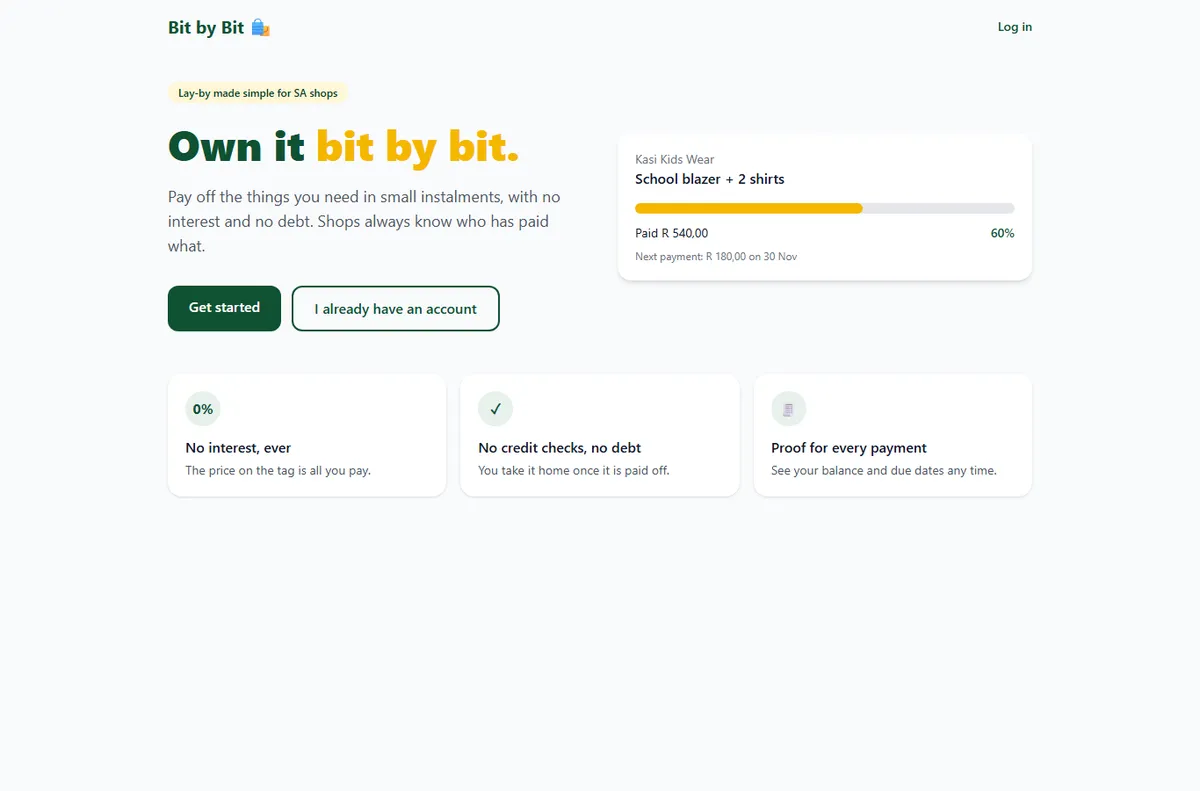 Bit by Bit
Log in
Lay-by made simple for SA shops
Own it bit by bit.
Pay off the things you need in small instalments, with no
interest and no debt. Shops always know who has paid
what.
Get started
I already have an account
Kasi Kids Wear
School blazer + 2 shirts
Paid R 540,00
60%
Next payment: R 180,00 on 30 Nov
0%
No interest, ever
The price on the tag is all you pay.
✓
No credit checks, no debt
You take it home once it is paid off.
Proof for every payment
See your balance and due dates any time.